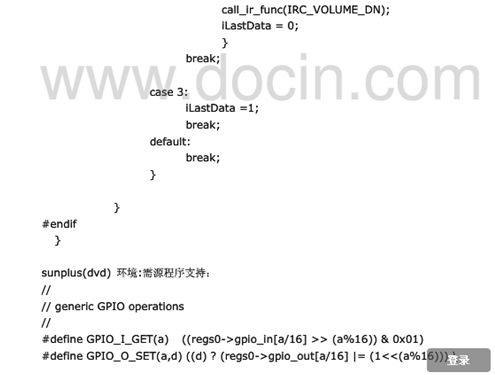 call_ir_func(IRC_VOLUME_DN);
iLastData = 0;
}
break;
www.docin.com
case 3:
iLastData =1;
break;
default:
break;
}
}
#endif
}
sunplus(dvd) 环境:需源程序支持：
//
// generic GPIO operations
//
#define GPIO_I_GET(a) ((regs0->gpio_in[a/16] >> (a%16)) & 0x01)
#define GPIO_O_SET(a,d) ((d) ? (regs0->gpio_out[a/16] |= (1<<(a%16)))
登录